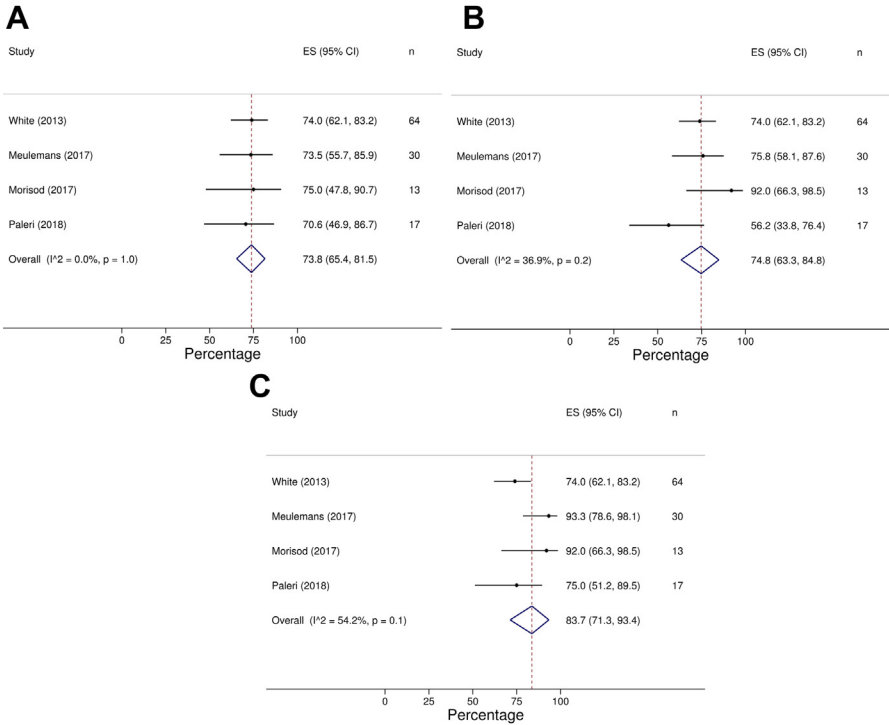 A
Study ES (95% CI) n
White (2013) 74.0 (62.1, 83.2) 64
Meulemans (2017) 73.5 (55.7, 85.9) 30
Morisod (2017) 75.0 (47.8, 90.7) 13
Paleri (2018) 70.6 (46.9, 86.7) 17
Overall (I^2 = 0.0%, p = 1.0) 73.8 (65.4, 81.5)
0 25 50 75 100
Percentage
B
Study ES (95% CI) n
White (2013) 74.0 (62.1, 83.2) 64
Meulemans (2017) 75.8 (58.1, 87.6) 30
Morisod (2017) 92.0 (66.3, 98.5) 13
Paleri (2018) 56.2 (33.8, 76.4) 17
Overall (I^2 = 36.9%, p = 0.2) 74.8 (63.3, 84.8)
0 25 50 75 100
Percentage
C
Study ES (95% CI) n
White (2013) 74.0 (62.1, 83.2) 64
Meulemans (2017) 93.3 (78.6, 98.1) 30
Morisod (2017) 92.0 (66.3, 98.5) 13
Paleri (2018) 75.0 (51.2, 89.5) 17
Overall (I^2 = 54.2%, p = 0.1) 83.7 (71.3, 93.4)
0 25 50 75 100
Percentage